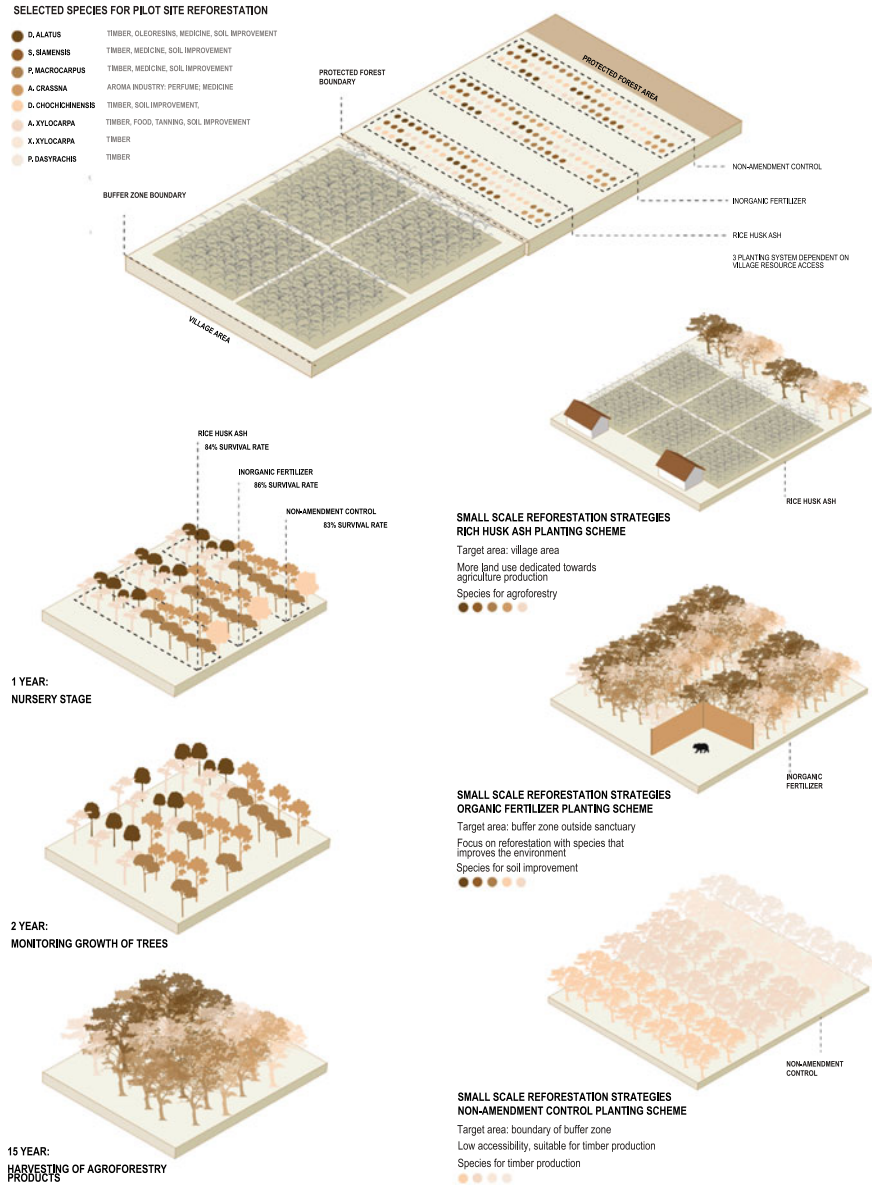 SELECTED SPECIES FOR PILOT SITE REFORESTATION
D. ALATUS TIMBER, OLEORESINS, MEDICINE, SOIL IMPROVEMENT
S. SIAMENSIS TIMBER, MEDICINE, SOIL IMPROVEMENT
P. MACROCARPUS TIMBER, MEDICINE, SOIL IMPROVEMENT
A. CRASSNA AROMA INDUSTRY: PERFUME; MEDICINE
D. CHOCHICHINENSIS TIMBER, SOIL IMPROVEMENT,
A. XYLOCARPA TIMBER, FOOD, TANNING, SOIL IMPROVEMENT
X. XYLOCARPA TIMBER
P. DASYRACHIS TIMBER
PROTECTED FOREST
BOUNDARY
PROTECTED FOREST AREA
BUFFER ZONE BOUNDARY
VILLAGE AREA
NON-AMENDMENT CONTROL
INORGANIC FERTILIZER
RICE HUSK ASH
3 PLANTING SYSTEM DEPENDENT ON
VILLAGE RESOURCE ACCESS
RICE HUSK ASH
84% SURVIVAL RATE
INORGANIC FERTILIZER
86% SURVIVAL RATE
NON-AMENDMENT CONTROL
83% SURVIVAL RATE
1 YEAR:
NURSERY STAGE
2 YEAR:
MONITORING GROWTH OF TREES
15 YEAR:
HARVESTING OF AGROFORESTRY
PRODUCTS
RICE HUSK ASH
SMALL SCALE REFORESTATION STRATEGIES
RICH HUSK ASH PLANTING SCHEME
Target area: village area
More land use dedicated towards
agriculture production
Species for agroforestry
INORGANIC
FERTILIZER
SMALL SCALE REFORESTATION STRATEGIES
ORGANIC FERTILIZER PLANTING SCHEME
Target area: buffer zone outside sanctuary
Focus on reforestation with species that
improves the environment
Species for soil improvement
NON-AMENDMENT
CONTROL
SMALL SCALE REFORESTATION STRATEGIES
NON-AMENDMENT CONTROL PLANTING SCHEME
Target area: boundary of buffer zone
Low accessibility, suitable for timber production
Species for timber production